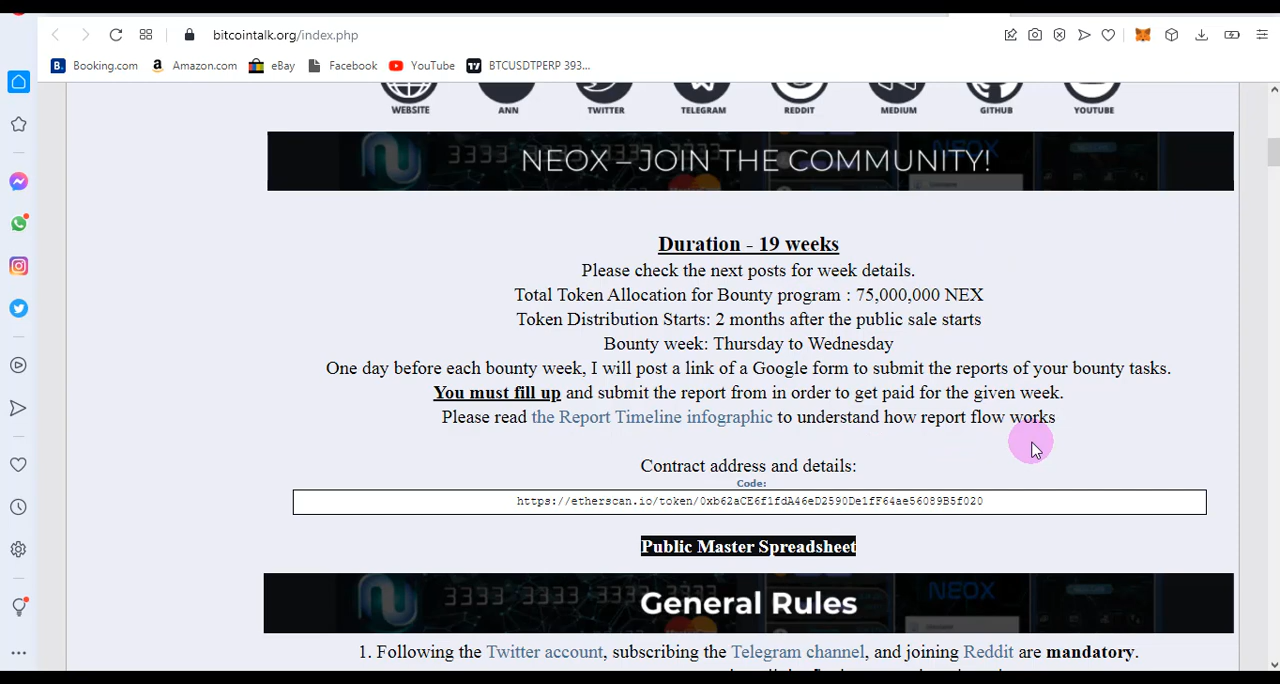 bitcointalk.org/index.php
B. Booking.com a Amazon.com eBay Facebook YouTube 17 BTCUSDTPERP 393...
WEBSITE ANN TWITTER TELEGRAM REDDIT MEDIUM GITHUB YOUTUBE
3333 3333 NEOX – JOIN THE COMMUNITY!
Duration - 19 weeks
Please check the next posts for week details.
Total Token Allocation for Bounty program : 75,000,000 NEX
Token Distribution Starts: 2 months after the public sale starts
Bounty week: Thursday to Wednesday
One day before each bounty week, I will post a link of a Google form to submit the reports of your bounty tasks.
You must fill up and submit the report from in order to get paid for the given week.
Please read the Report Timeline infographic to understand how report flow works
Contract address and details:
Code:
https://etherscan.io/token/0xb62aCE6f1fdA46eD2590De1fF64ae56089B5f020
Public Master Spreadsheet
3333 3333 General Rules NEOX
1. Following the Twitter account, subscribing the Telegram channel, and joining Reddit are mandatory.